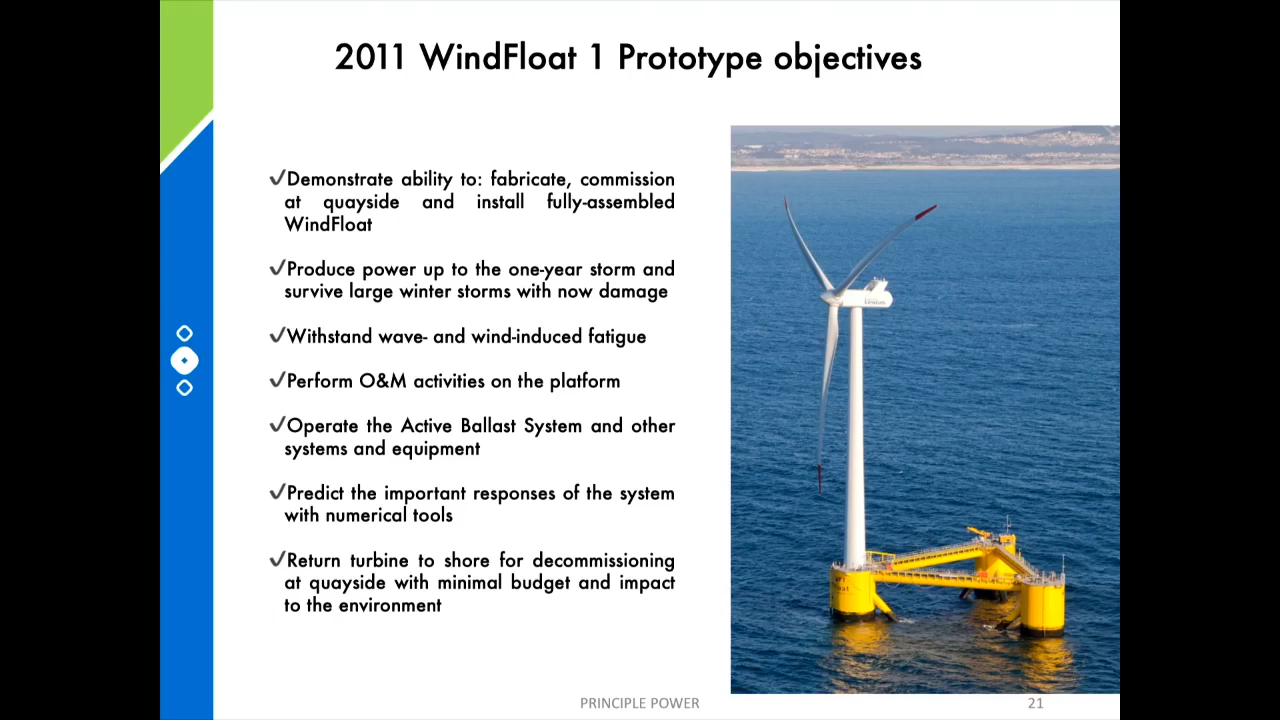 2011 WindFloat 1 Prototype objectives
✓Demonstrate ability to: fabricate, commission
at quayside and install fully-assembled
WindFloat
✓Produce power up to the one-year storm and
survive large winter storms with now damage
✓Withstand wave- and wind-induced fatigue
✓Perform O&M activities on the platform
✓Operate the Active Ballast System and other
systems and equipment
✓Predict the important responses of the system
with numerical tools
✓Return turbine to shore for decommissioning
at quayside with minimal budget and impact
to the environment
PRINCIPLE POWER
21